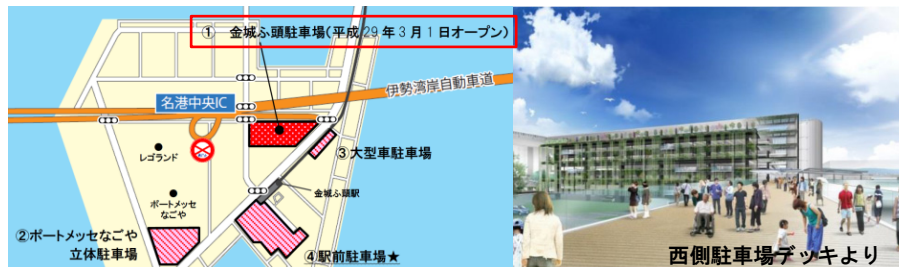 ① 金城ふ頭駐車場(平成29年3月1日オープン)
伊勢湾岸自動車道
名港中央IC
③大型車駐車場
レゴランド
金城ふ頭駅
ポートメッセ
なごや
②ポートメッセなごや
立体駐車場
④駅前駐車場★
西側駐車場デッキより